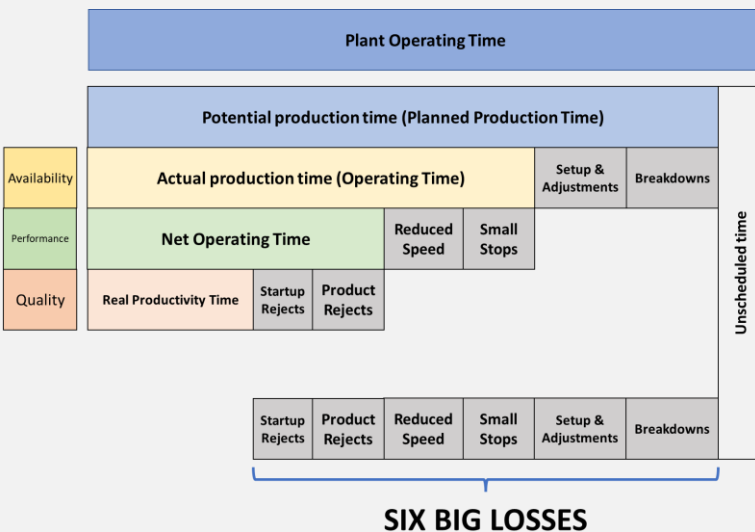 Plant Operating Time
Potential production time (Planned Production Time)
Availability
Actual production time (Operating Time)
Setup &
Adjustments
Breakdowns
Performance
Net Operating Time
Reduced
Speed
Small
Stops
Quality
Real Productivity Time
Startup
Rejects
Product
Rejects
Unscheduled time
Startup
Rejects
Product
Rejects
Reduced
Speed
Small
Stops
Setup &
Adjustments
Breakdowns
SIX BIG LOSSES